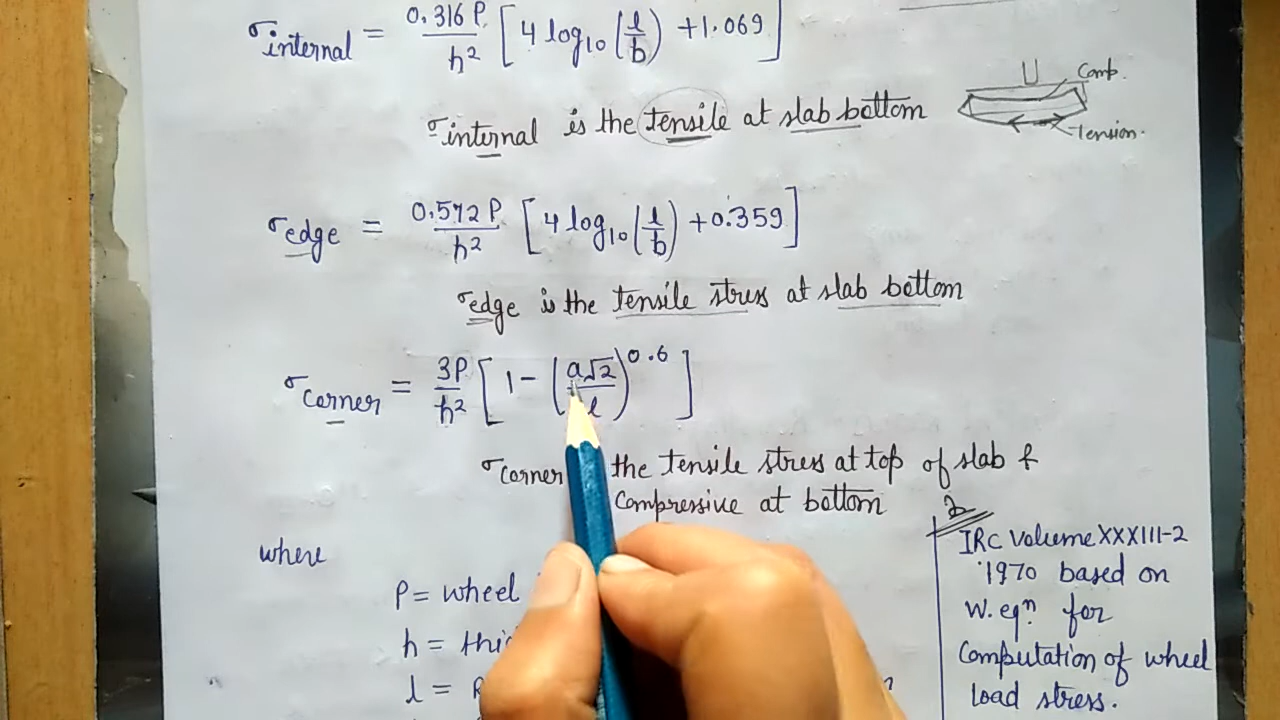 σinternal = 0.316 P / h² [4 log₁₀ (l/b) + 1.069]
Comb.
σinternal is the tensile at slab bottom
Tension.
σedge = 0.572 P / h² [4 log₁₀ (l/b) + 0.359]
σedge is the tensile stress at slab bottom
σCorner = 3P / h² [1 - (a√2 / l)^0.6]
σCorner the tensile stress at top of slab &
Compressive at bottom
where
P = wheel
h =
l =
IRC volume XXXIII-2
1970 based on
W. eqⁿ for
Computation of wheel
load stress.